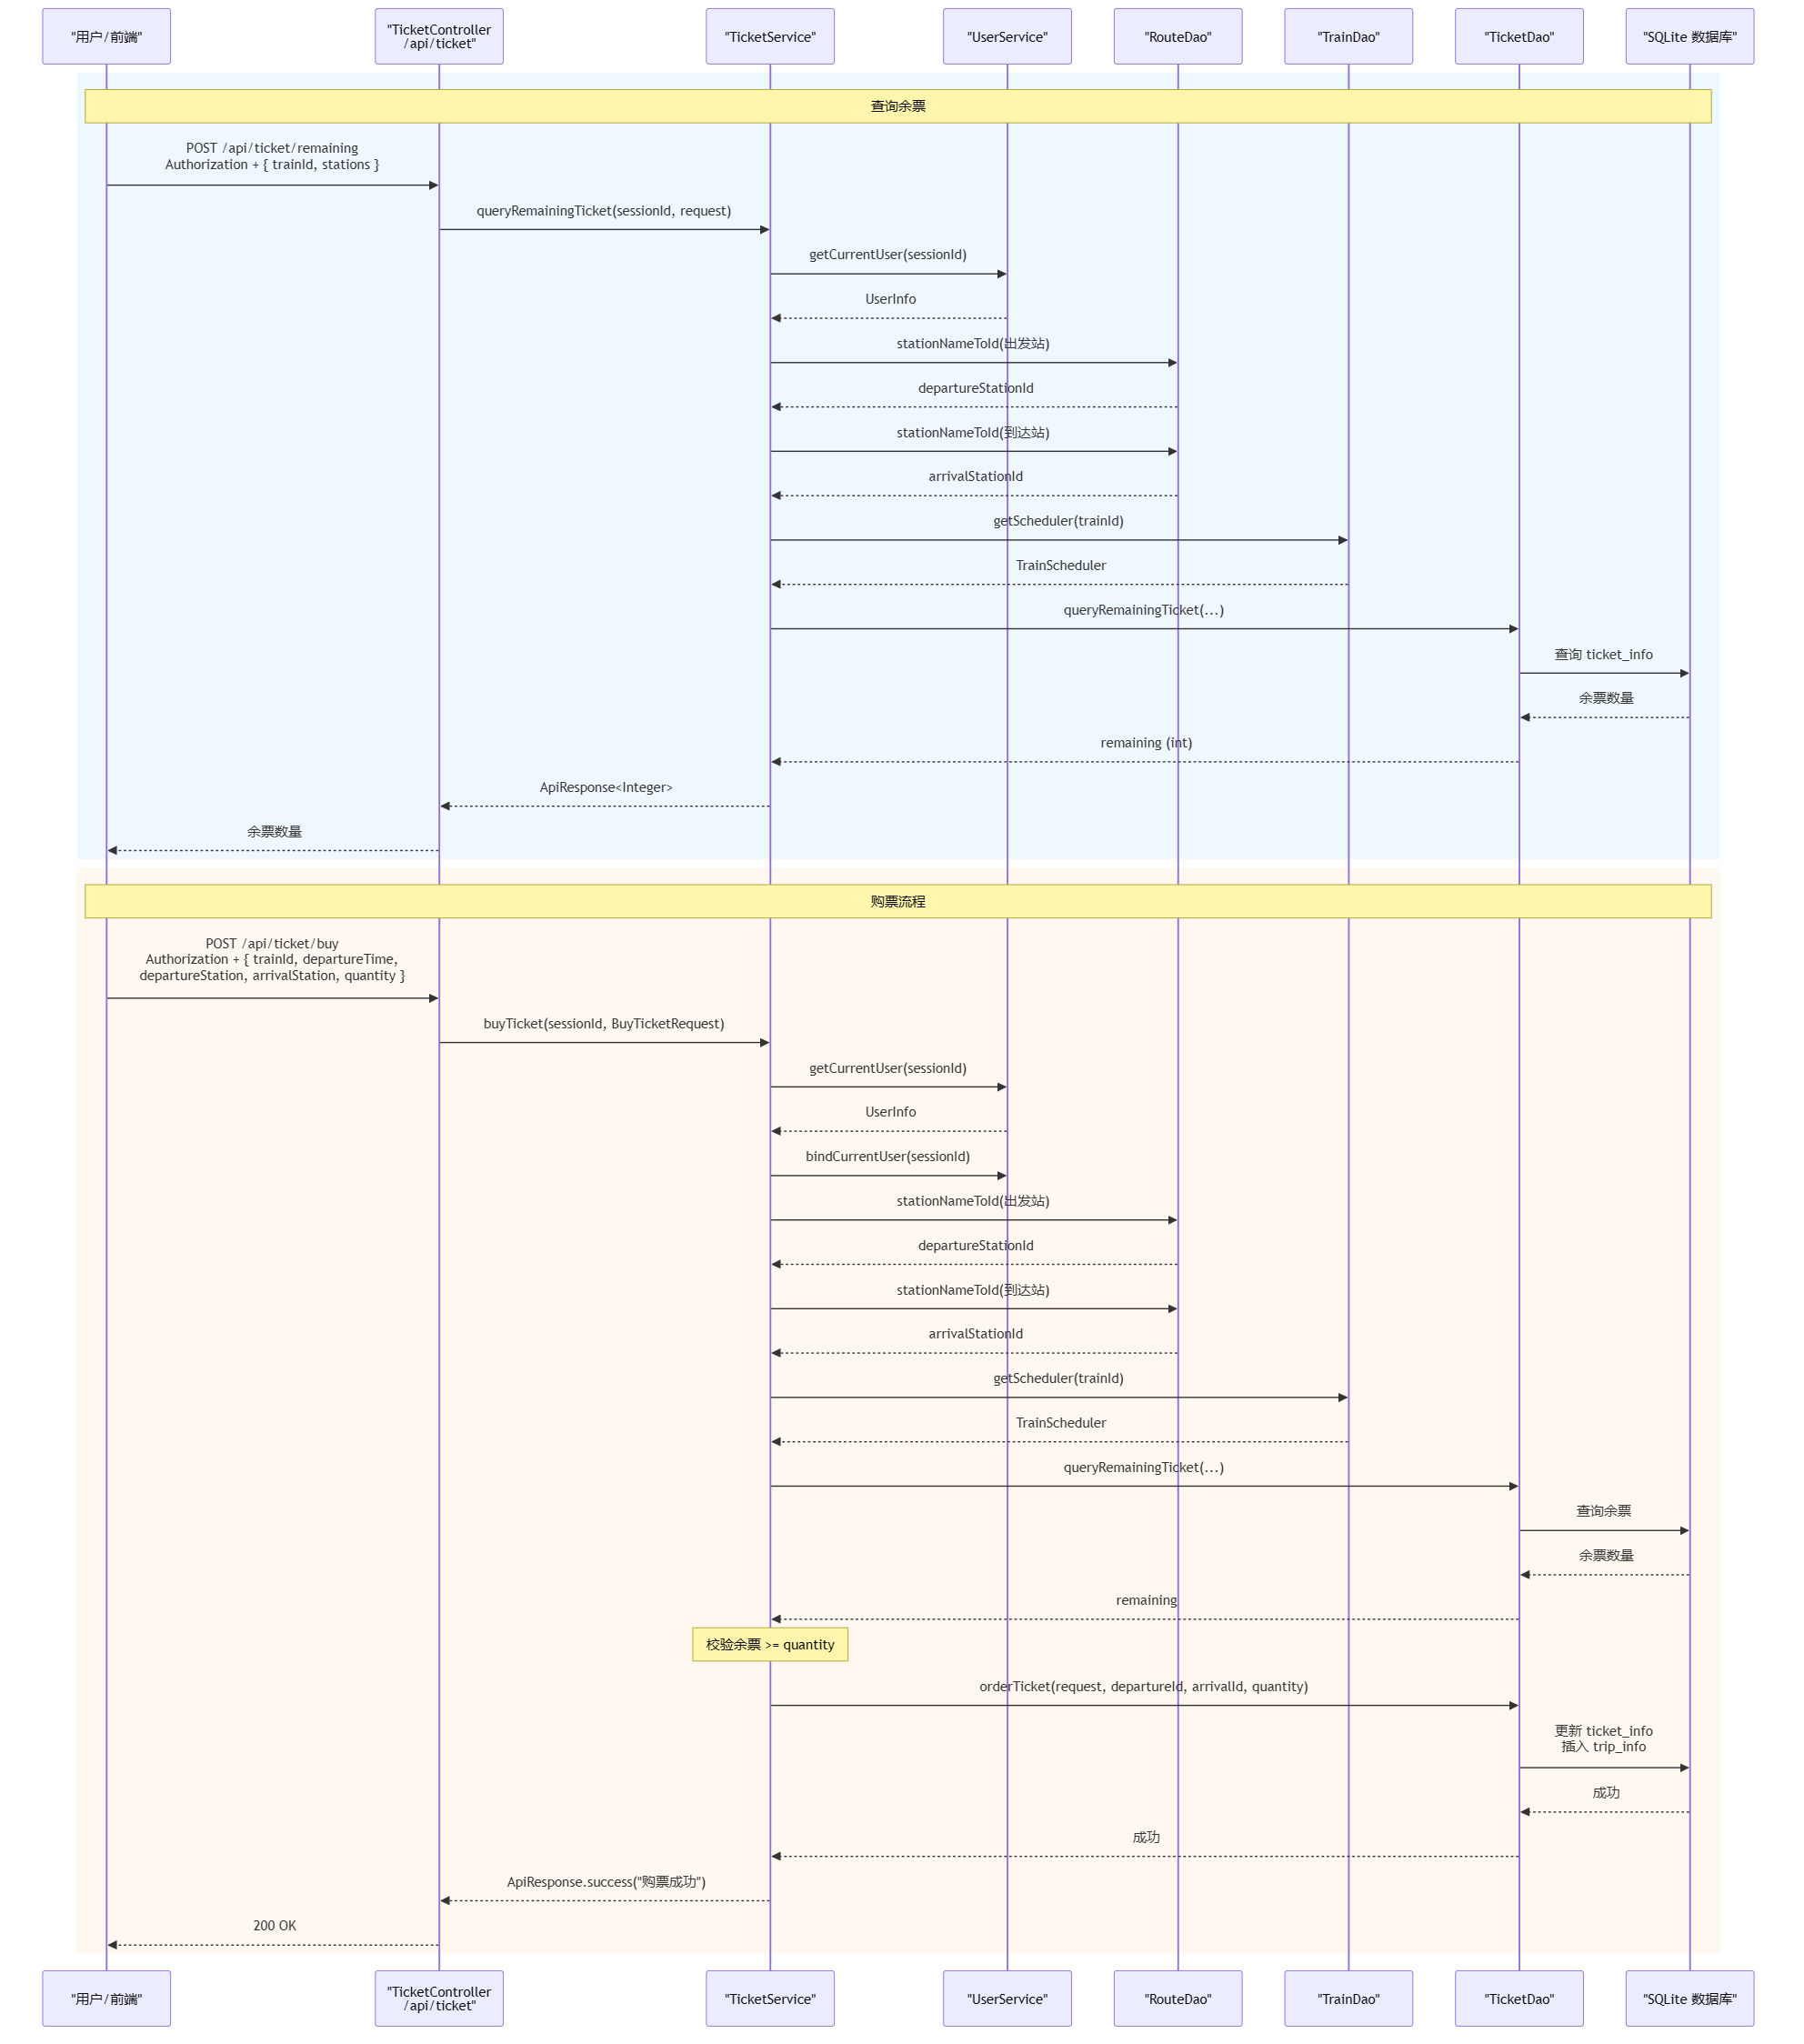 "用户/前端"
"TicketController
/api/ticket"
"TicketService"
"UserService"
"RouteDao"
"TrainDao"
"TicketDao"
"SQLite 数据库"
查询余票
POST /api/ticket/remaining
Authorization + { trainId, stations }
queryRemainingTicket(sessionId, request)
getCurrentUser(sessionId)
UserInfo
stationNameToId(出发站)
departureStationId
stationNameToId(到达站)
arrivalStationId
getScheduler(trainId)
TrainScheduler
queryRemainingTicket(...)
查询 ticket_info
余票数量
remaining (int)
ApiResponse<Integer>
余票数量
购票流程
POST /api/ticket/buy
Authorization + { trainId, departureTime,
departureStation, arrivalStation, quantity }
buyTicket(sessionId, BuyTicketRequest)
getCurrentUser(sessionId)
UserInfo
bindCurrentUser(sessionId)
stationNameToId(出发站)
departureStationId
stationNameToId(到达站)
arrivalStationId
getScheduler(trainId)
TrainScheduler
queryRemainingTicket(...)
查询余票
余票数量
remaining
校验余票 >= quantity
orderTicket(request, departureId, arrivalId, quantity)
更新 ticket_info
插入 trip_info
成功
成功
ApiResponse.success("购票成功")
200 OK
"用户/前端"
"TicketController
/api/ticket"
"TicketService"
"UserService"
"RouteDao"
"TrainDao"
"TicketDao"
"SQLite 数据库"